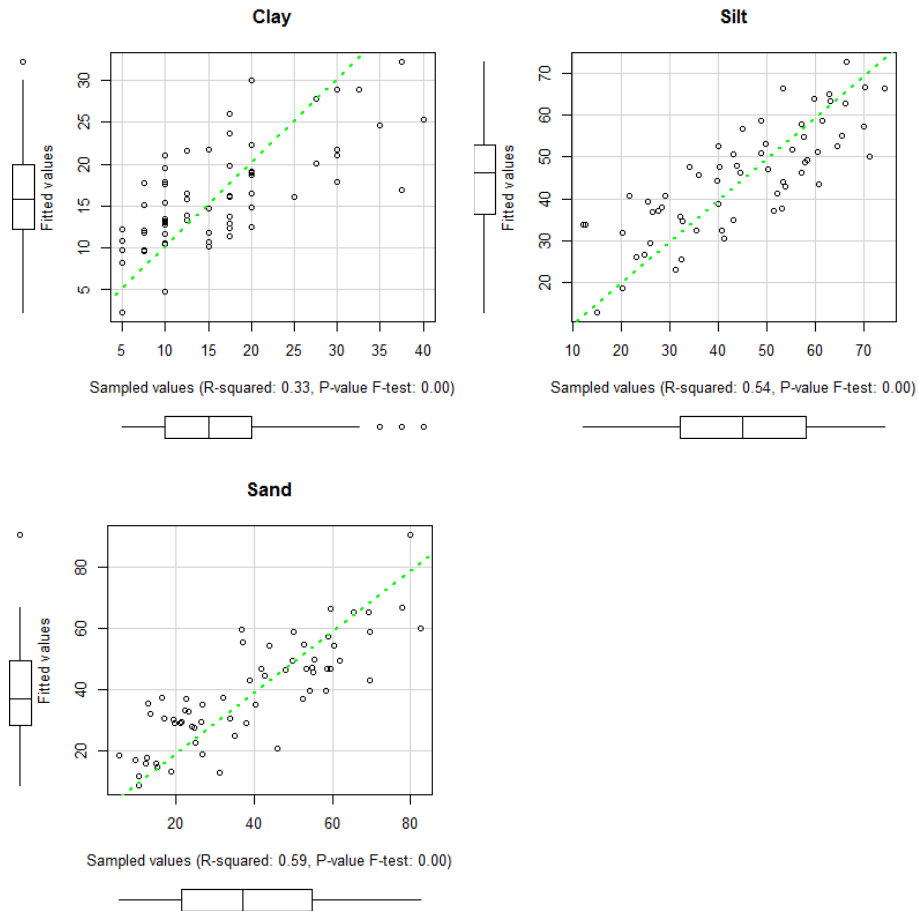 Clay
Fitted values
30
25
20
15
10
5
5 10 15 20 25 30 35 40
Sampled values (R-squared: 0.33, P-value F-test: 0.00)
Silt
Fitted values
70
60
50
40
30
20
10 20 30 40 50 60 70
Sampled values (R-squared: 0.54, P-value F-test: 0.00)
Sand
Fitted values
80
60
40
20
20 40 60 80
Sampled values (R-squared: 0.59, P-value F-test: 0.00)